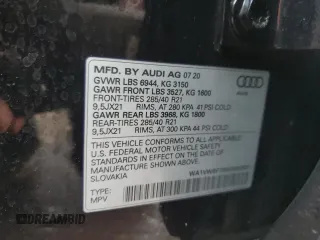 MFD. BY AUDI AG 07 20
GVWR LBS 6944, KG 3150
GAWR FRONT LBS 3527, KG 1600
FRONT-TIRES 285/40 R21
9,5JX21 RIMS, AT 280 KPA 41 PSI COLD
GAWR REAR LBS 3968, KG 1800
REAR-TIRES 285/40 R21
9,5JX21 RIMS, AT 300 KPA 44 PSI COLD
THIS VEHICLE CONFORMS TO ALL APPLICABLE
U.S. FEDERAL MOTOR VEHICLE SAFETY
STANDARDS IN EFFECT ON THE DATE OF
MANUFACTURE SHOWN ABOVE.
SLOVAKIA
TYPE:
MPV
DREAMBID